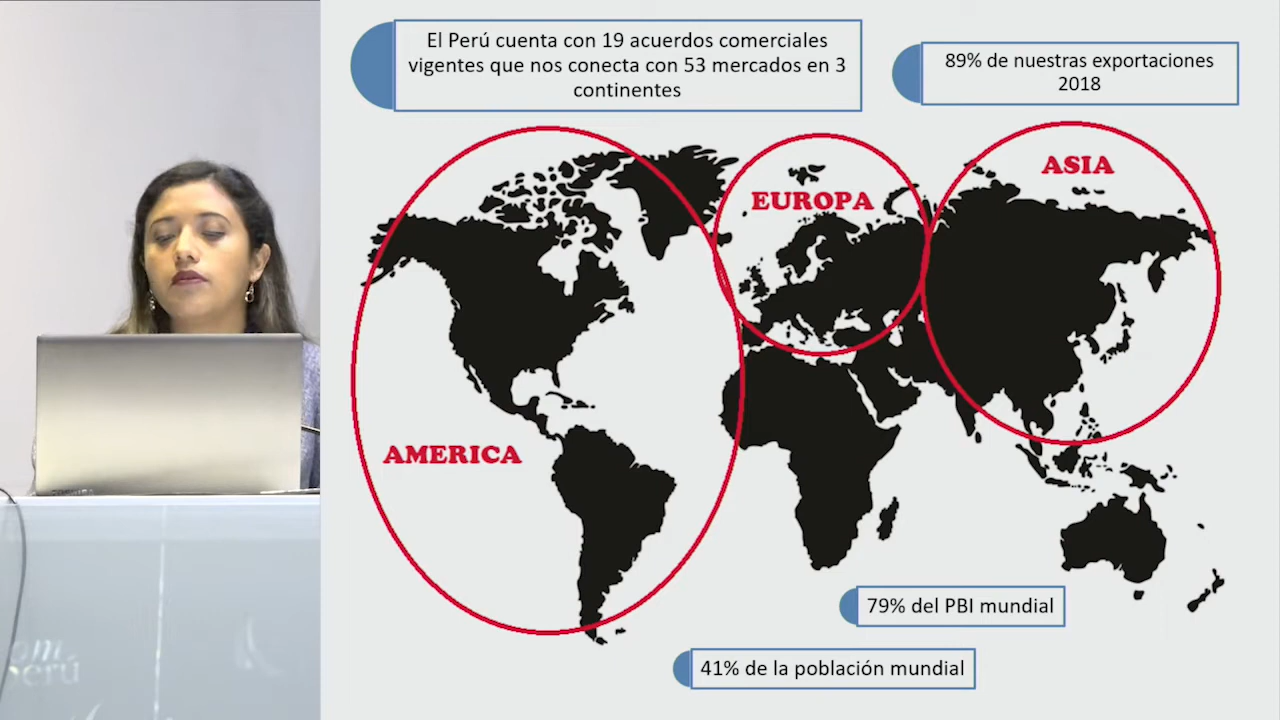 El Perú cuenta con 19 acuerdos comerciales
vigentes que nos conecta con 53 mercados en 3
continentes
89% de nuestras exportaciones
2018
ASIA
EUROPA
AMERICA
79% del PBI mundial
41% de la población mundial